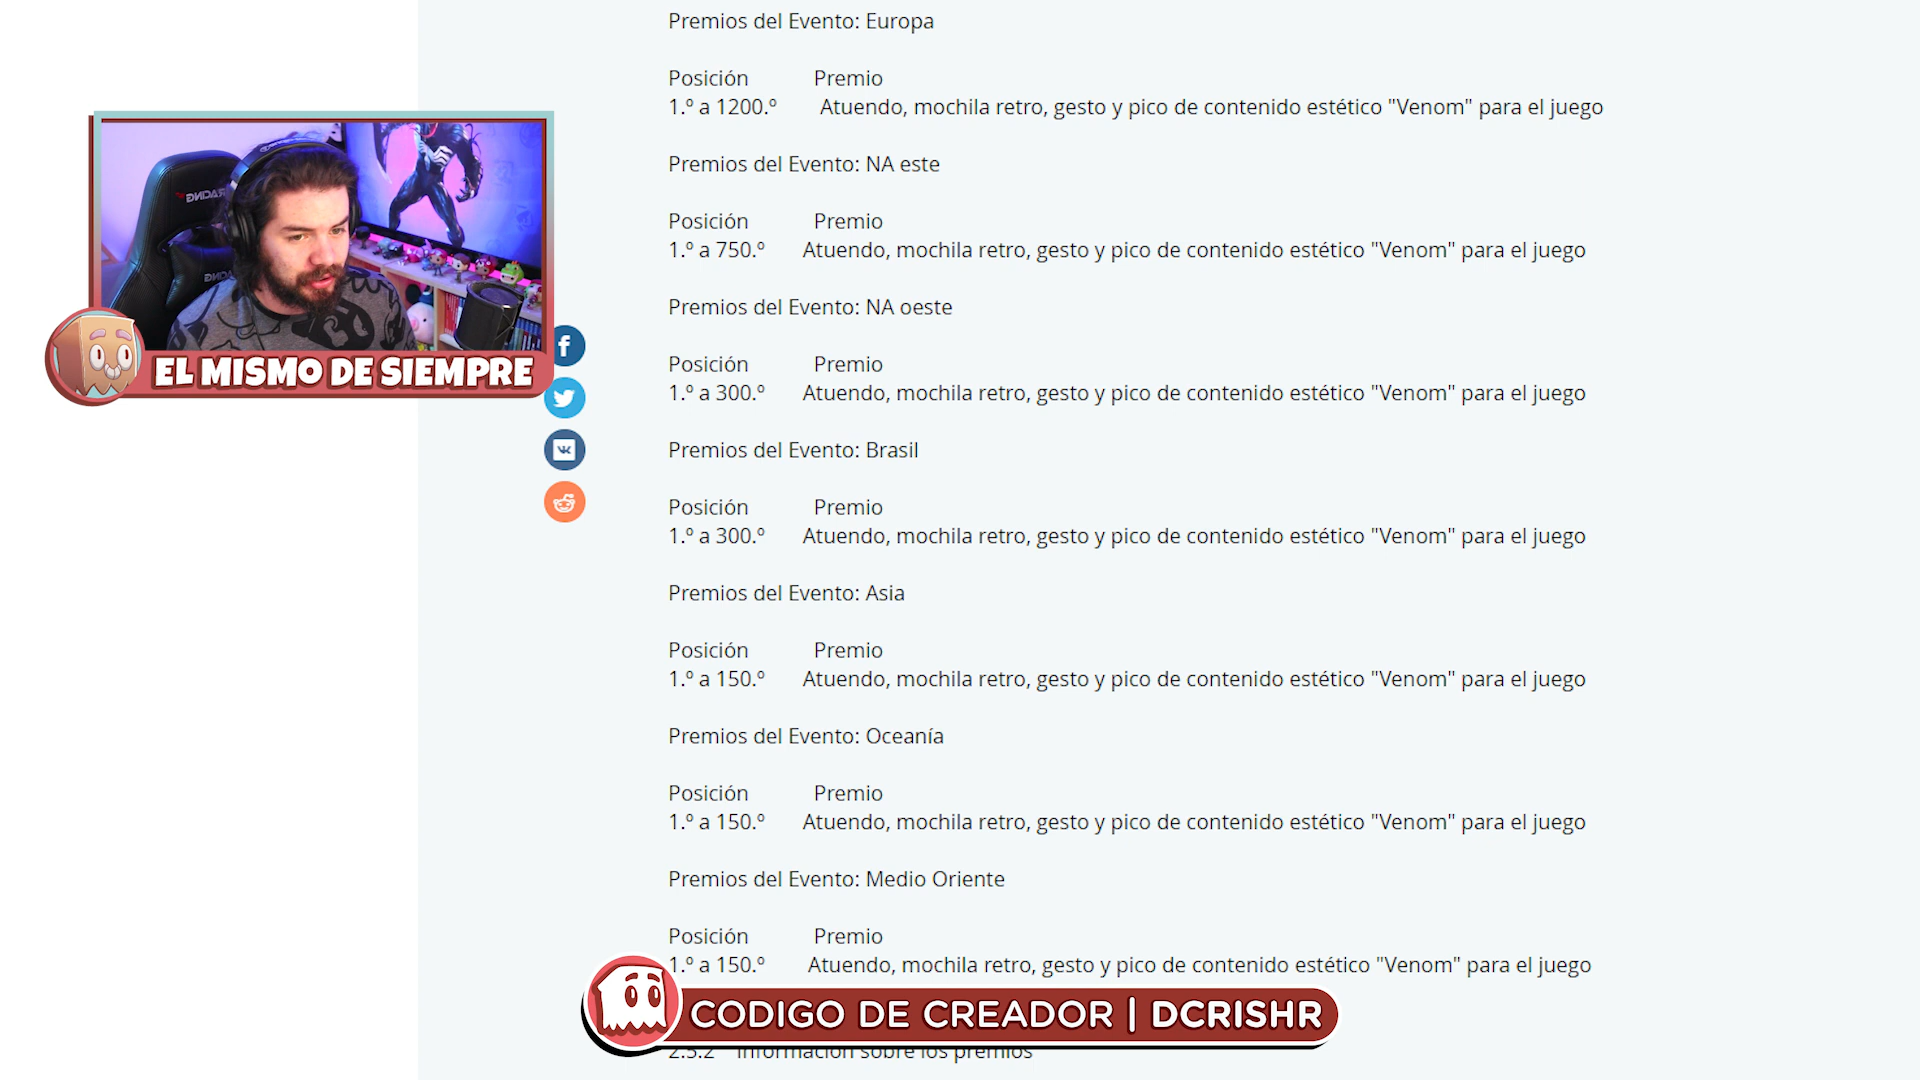 Premios del Evento: Europa
Posición Premio
1.º a 1200.º Atuendo, mochila retro, gesto y pico de contenido estético "Venom" para el juego
Premios del Evento: NA este
Posición Premio
1.º a 750.º Atuendo, mochila retro, gesto y pico de contenido estético "Venom" para el juego
Premios del Evento: NA oeste
Posición Premio
1.º a 300.º Atuendo, mochila retro, gesto y pico de contenido estético "Venom" para el juego
EL MISMO DE SIEMPRE
Premios del Evento: Brasil
Posición Premio
1.º a 300.º Atuendo, mochila retro, gesto y pico de contenido estético "Venom" para el juego
Premios del Evento: Asia
Posición Premio
1.º a 150.º Atuendo, mochila retro, gesto y pico de contenido estético "Venom" para el juego
Premios del Evento: Oceanía
Posición Premio
1.º a 150.º Atuendo, mochila retro, gesto y pico de contenido estético "Venom" para el juego
Premios del Evento: Medio Oriente
Posición Premio
1.º a 150.º Atuendo, mochila retro, gesto y pico de contenido estético "Venom" para el juego
CODIGO DE CREADOR | DCRISHR
2.5.2 Información sobre los premios